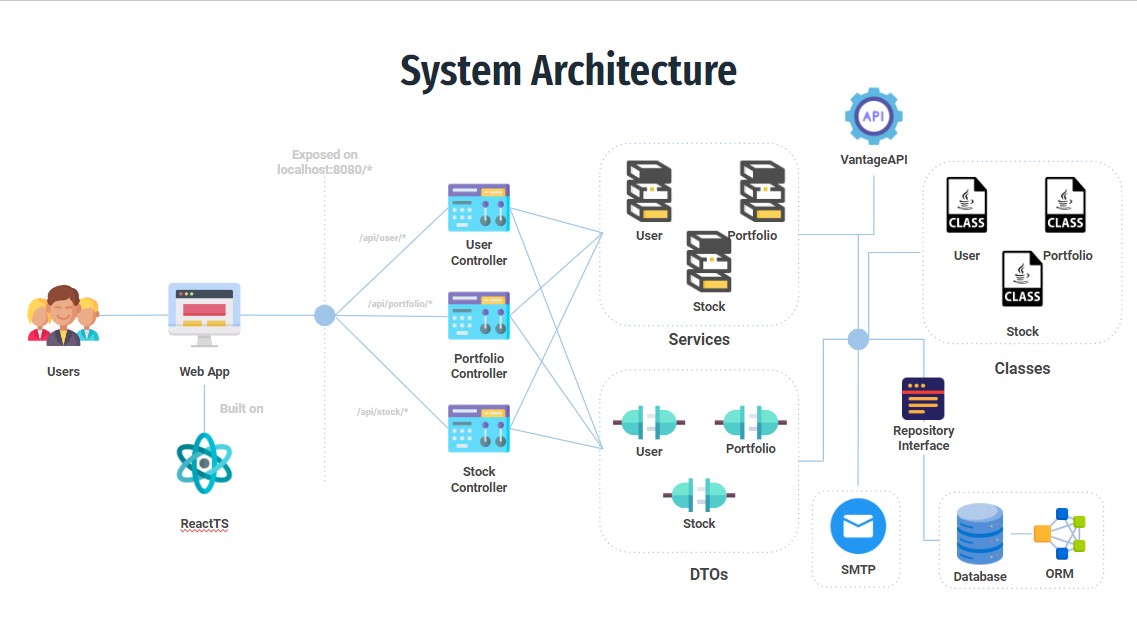 System Architecture
Exposed on
localhost:8080/*
/api/user/*
/api/portfolio/*
/api/stock/*
Users
Web App
Built on
ReactTS
User
Controller
Portfolio
Controller
Stock
Controller
User
Portfolio
Stock
Services
User
Portfolio
Stock
DTOs
API
VantageAPI
CLASS
CLASS
User
Portfolio
CLASS
Stock
Classes
Repository
Interface
SMTP
Database
ORM